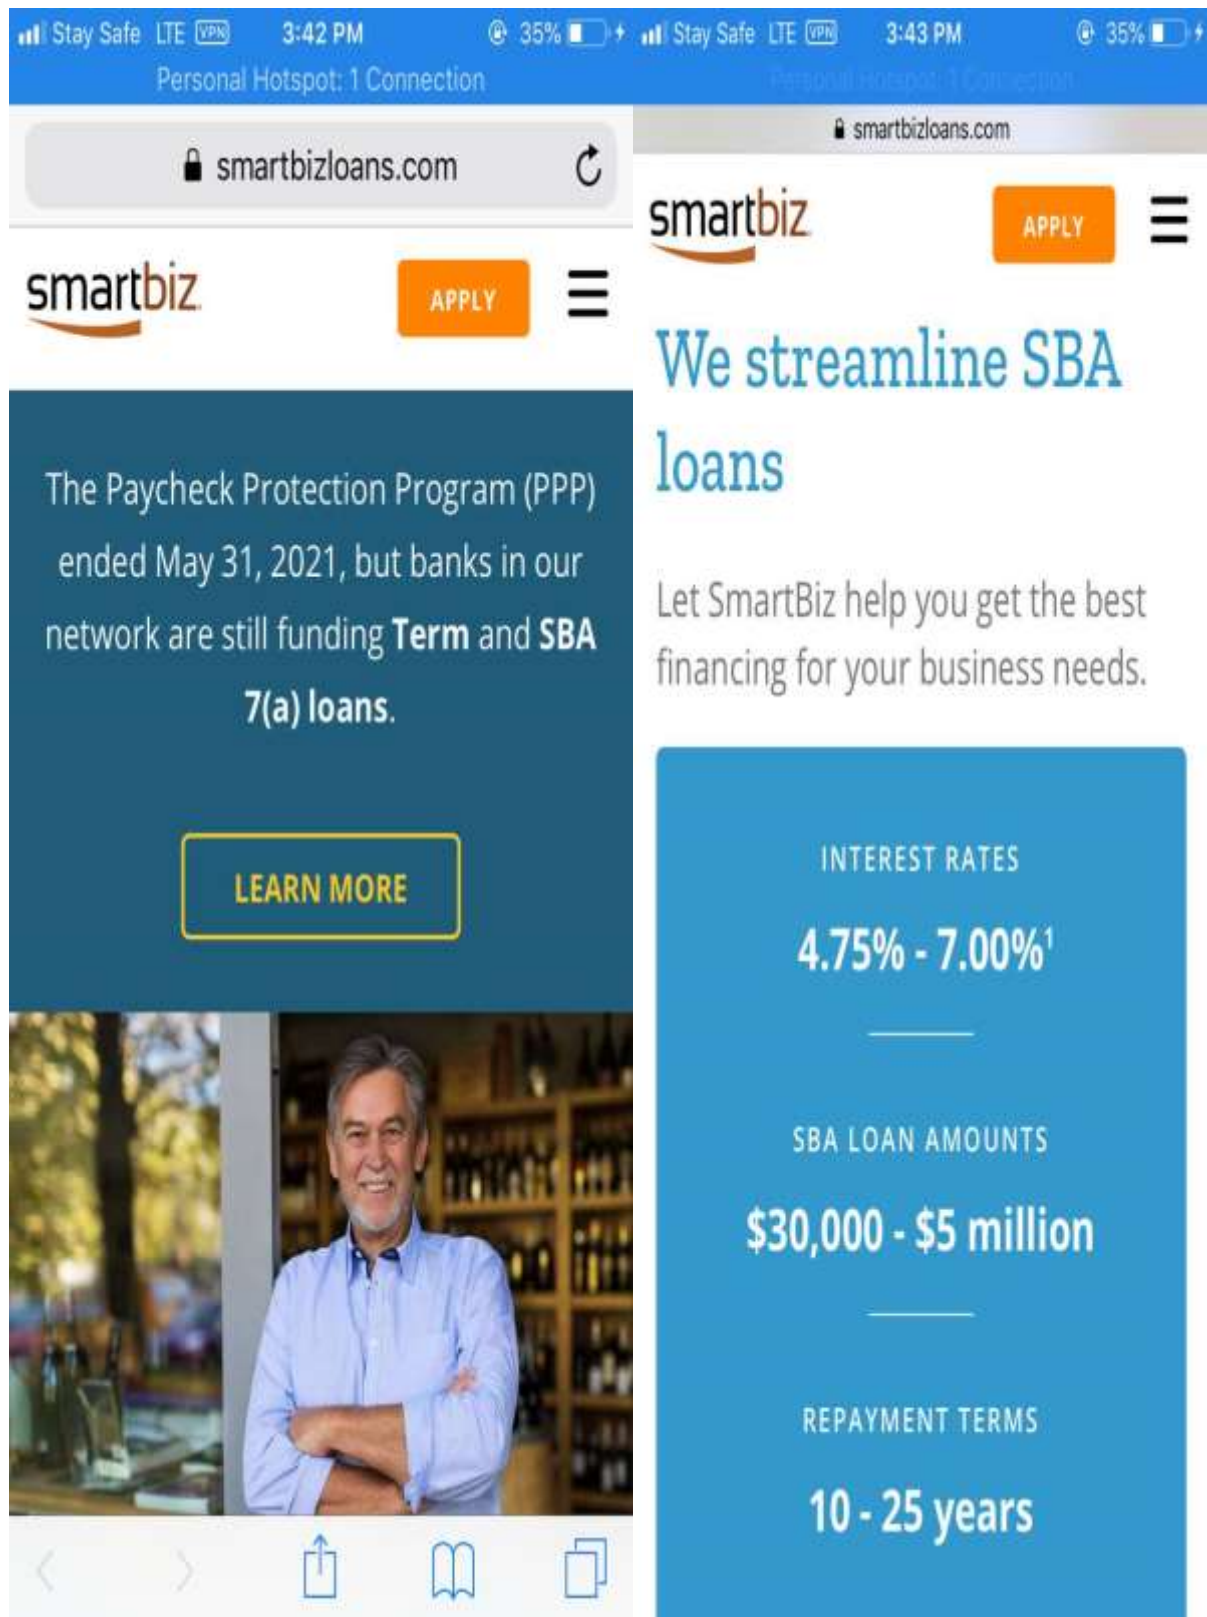 Stay Safe LTE VPN 3:42 PM 35%
Personal Hotspot: 1 Connection
smartbizloans.com
smartbiz
APPLY
The Paycheck Protection Program (PPP)
ended May 31, 2021, but banks in our
network are still funding Term and SBA
7(a) loans.
LEARN MORE
Stay Safe LTE VPN 3:43 PM 35%
Personal Hotspot: 1 Connection
smartbizloans.com
smartbiz
APPLY
We streamline SBA
loans
Let SmartBiz help you get the best
financing for your business needs.
INTEREST RATES
4.75% - 7.00%¹
SBA LOAN AMOUNTS
$30,000 - $5 million
REPAYMENT TERMS
10 - 25 years